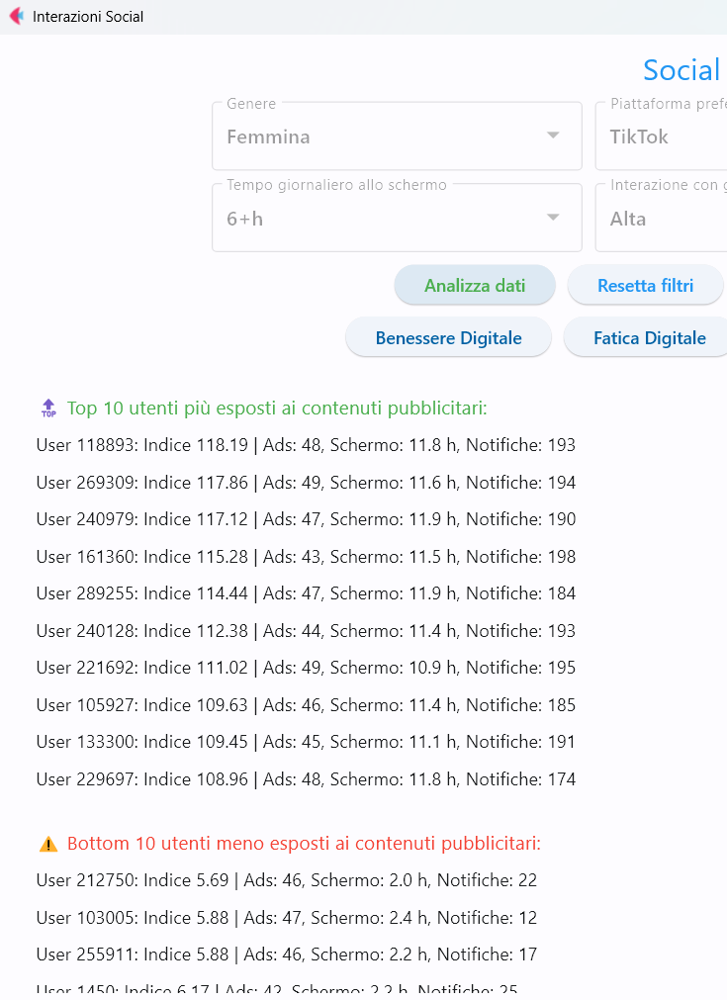 Interazioni Social
Social
Genere
Femmina
Piattaforma prefe
TikTok
Tempo giornaliero allo schermo
6+h
Interazione con g
Alta
Analizza dati
Resetta filtri
Benessere Digitale
Fatica Digitale
TOP
Top 10 utenti più esposti ai contenuti pubblicitari:
User 118893: Indice 118.19 | Ads: 48, Schermo: 11.8 h, Notifiche: 193
User 269309: Indice 117.86 | Ads: 49, Schermo: 11.6 h, Notifiche: 194
User 240979: Indice 117.12 | Ads: 47, Schermo: 11.9 h, Notifiche: 190
User 161360: Indice 115.28 | Ads: 43, Schermo: 11.5 h, Notifiche: 198
User 289255: Indice 114.44 | Ads: 47, Schermo: 11.9 h, Notifiche: 184
User 240128: Indice 112.38 | Ads: 44, Schermo: 11.4 h, Notifiche: 193
User 221692: Indice 111.02 | Ads: 49, Schermo: 10.9 h, Notifiche: 195
User 105927: Indice 109.63 | Ads: 46, Schermo: 11.4 h, Notifiche: 185
User 133300: Indice 109.45 | Ads: 45, Schermo: 11.1 h, Notifiche: 191
User 229697: Indice 108.96 | Ads: 48, Schermo: 11.8 h, Notifiche: 174
Bottom 10 utenti meno esposti ai contenuti pubblicitari:
User 212750: Indice 5.69 | Ads: 46, Schermo: 2.0 h, Notifiche: 22
User 103005: Indice 5.88 | Ads: 47, Schermo: 2.4 h, Notifiche: 12
User 255911: Indice 5.88 | Ads: 46, Schermo: 2.2 h, Notifiche: 17
User 1450: Indice 6.17 | Ads: 42, Schermo: 2.2 h, Notifiche: 25